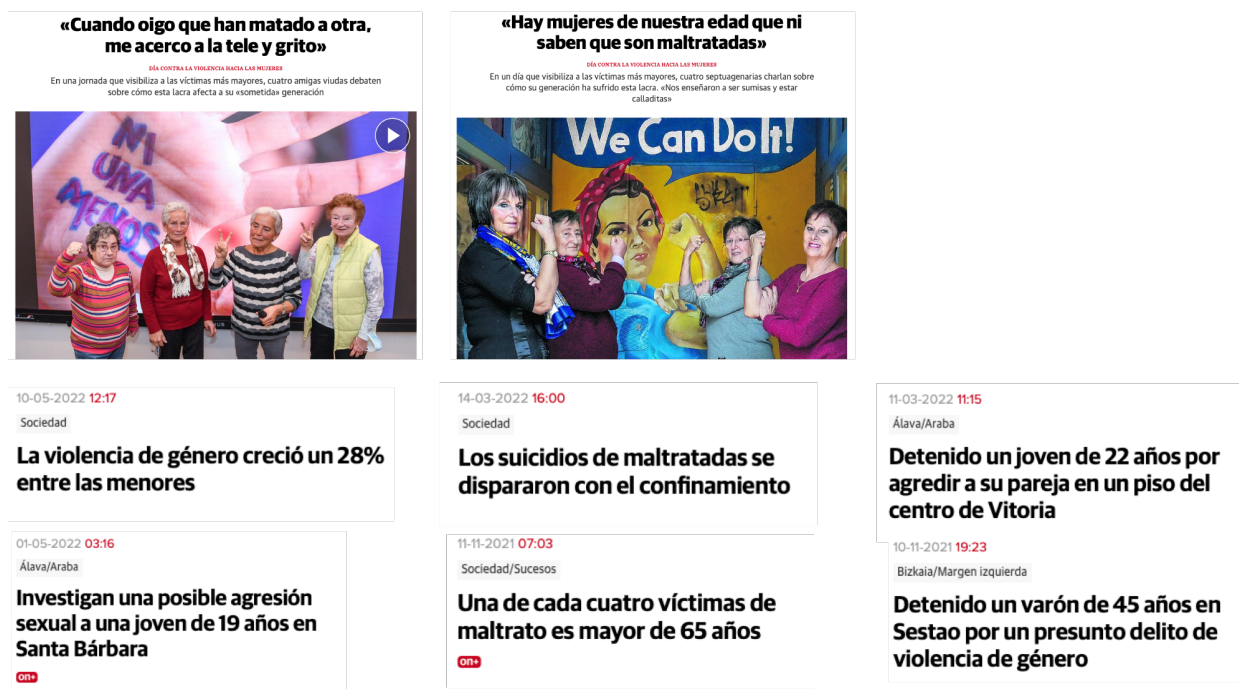 «Cuando oigo que han matado a otra,
me acerco a la tele y grito»
DÍA CONTRA LA VIOLENCIA HACIA LAS MUJERES
En una jornada que visibiliza a las víctimas más mayores, cuatro amigas viudas debaten
sobre cómo esta lacra afecta a su «sometida» generación
NI
UNA
MENOS
«Hay mujeres de nuestra edad que ni
saben que son maltratadas»
DÍA CONTRA LA VIOLENCIA HACIA LAS MUJERES
En un día que visibiliza a las víctimas más mayores, cuatro septuagenarias charlan sobre
cómo su generación ha sufrido esta lacra. «Nos enseñaron a ser sumisas y estar
calladitas»
We Can Do It!
10-05-2022 12:17
Sociedad
La violencia de género creció un 28%
entre las menores
14-03-2022 16:00
Sociedad
Los suicidios de maltratadas se
dispararon con el confinamiento
11-03-2022 11:15
Álava/Araba
Detenido un joven de 22 años por
agredir a su pareja en un piso del
centro de Vitoria
01-05-2022 03:16
Álava/Araba
Investigan una posible agresión
sexual a una joven de 19 años en
Santa Bárbara
on+
11-11-2021 07:03
Sociedad/Sucesos
Una de cada cuatro víctimas de
maltrato es mayor de 65 años
on+
10-11-2021 19:23
Bizkaia/Margen izquierda
Detenido un varón de 45 años en
Sestao por un presunto delito de
violencia de género